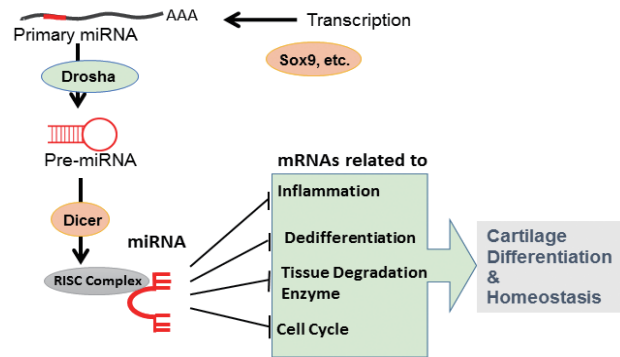 AAA
Transcription
Primary miRNA
Sox9, etc.
Drosha
Pre-miRNA
Dicer
miRNA
RISC Complex
mRNAs related to
Inflammation
Dedifferentiation
Tissue Degradation
Enzyme
Cell Cycle
Cartilage
Differentiation
&
Homeostasis